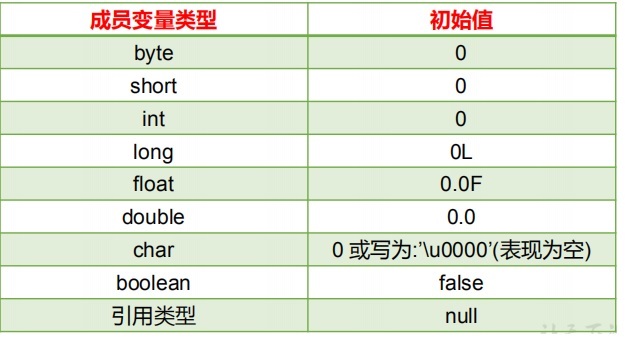 成员变量类型 初始值
byte 0
short 0
int 0
long 0L
float 0.0F
double 0.0
char 0 或写为:’\u0000’(表现为空)
boolean false
引用类型 null